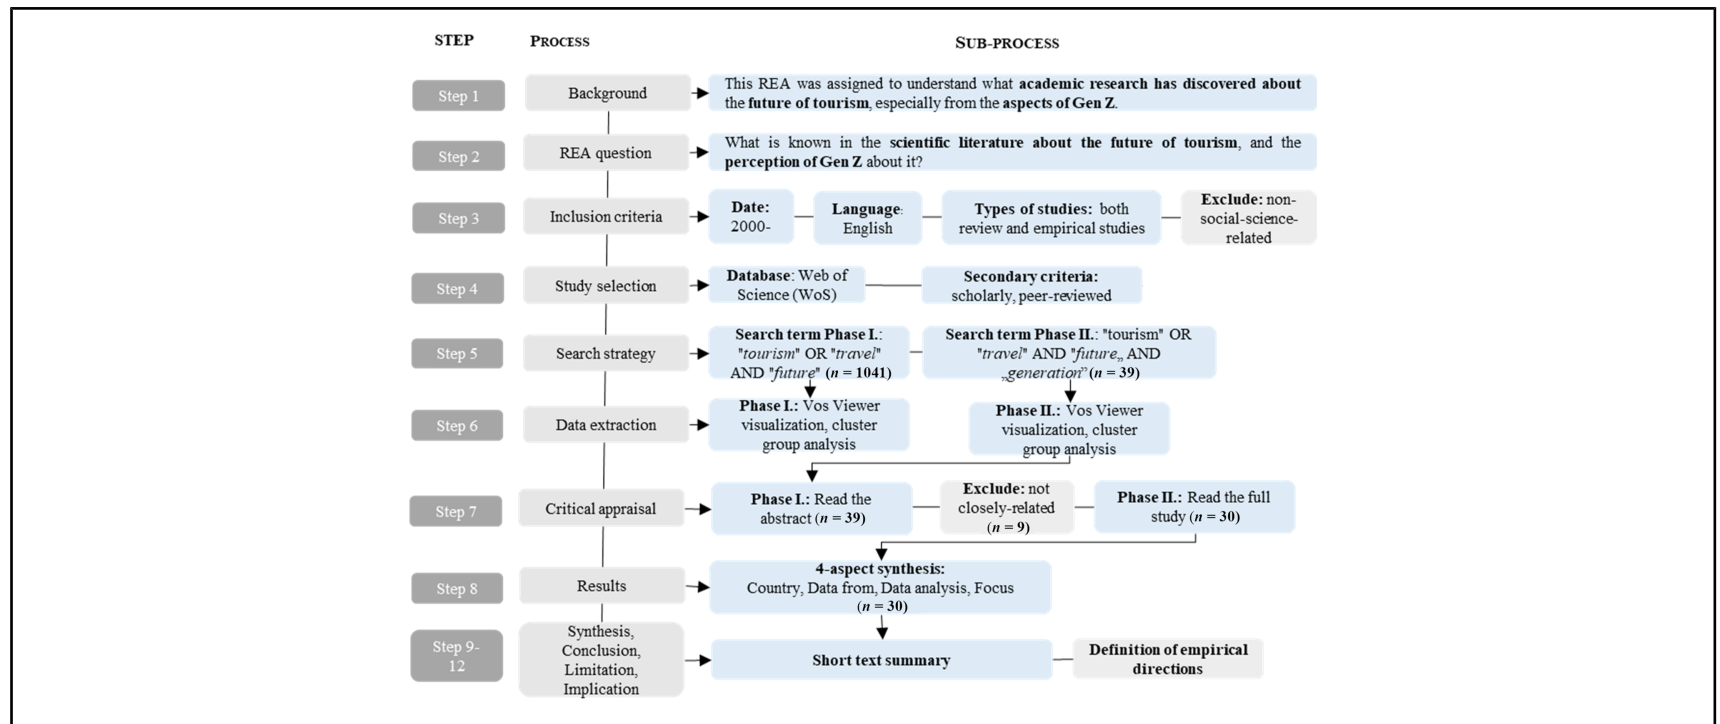 STEP PROCESS SUB-PROCESS
Step 1
Background
This REA was assigned to understand what academic research has discovered about
the future of tourism, especially from the aspects of Gen Z.
Step 2
REA question
What is known in the scientific literature about the future of tourism, and the
perception of Gen Z about it?
Step 3
Inclusion criteria
Date:
2000-
Language:
English
Types of studies: both
review and empirical studies
Exclude: non-
social-science-
related
Step 4
Study selection
Database: Web of
Science (WoS)
Secondary criteria:
scholarly, peer-reviewed
Step 5
Search strategy
Search term Phase I.:
"tourism" OR "travel"
AND "future" (n = 1041)
Search term Phase II.: "tourism" OR
"travel" AND "future„ AND
„generation” (n = 39)
Step 6
Data extraction
Phase I.: Vos Viewer
visualization, cluster
group analysis
Phase II.: Vos Viewer
visualization, cluster
group analysis
Step 7
Critical appraisal
Phase I.: Read the
abstract (n = 39)
Exclude: not
closely-related
(n = 9)
Phase II.: Read the full
study (n = 30)
Step 8
Results
4-aspect synthesis:
Country, Data from, Data analysis, Focus
(n = 30)
Step 9-
12
Synthesis,
Conclusion,
Limitation,
Implication
Short text summary
Definition of empirical
directions